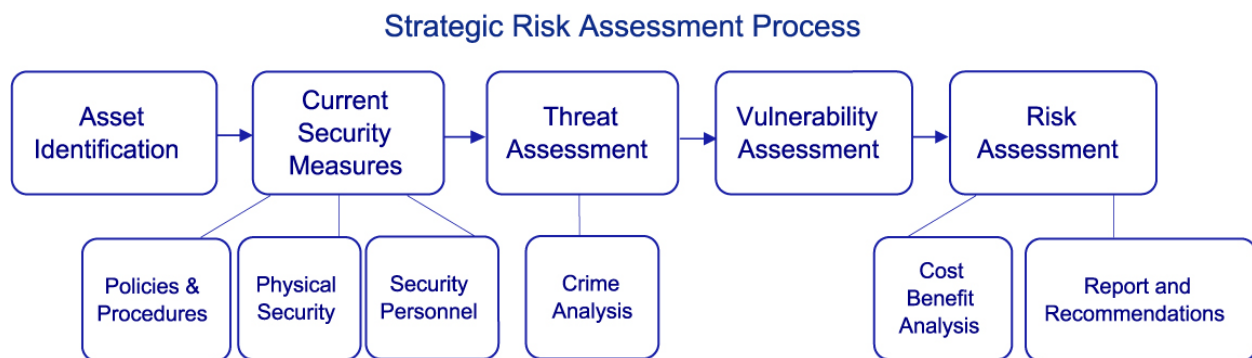 Strategic Risk Assessment Process
Asset
Identification
Current
Security
Measures
Threat
Assessment
Vulnerability
Assessment
Risk
Assessment
Policies &
Procedures
Physical
Security
Security
Personnel
Crime
Analysis
Cost
Benefit
Analysis
Report and
Recommendations